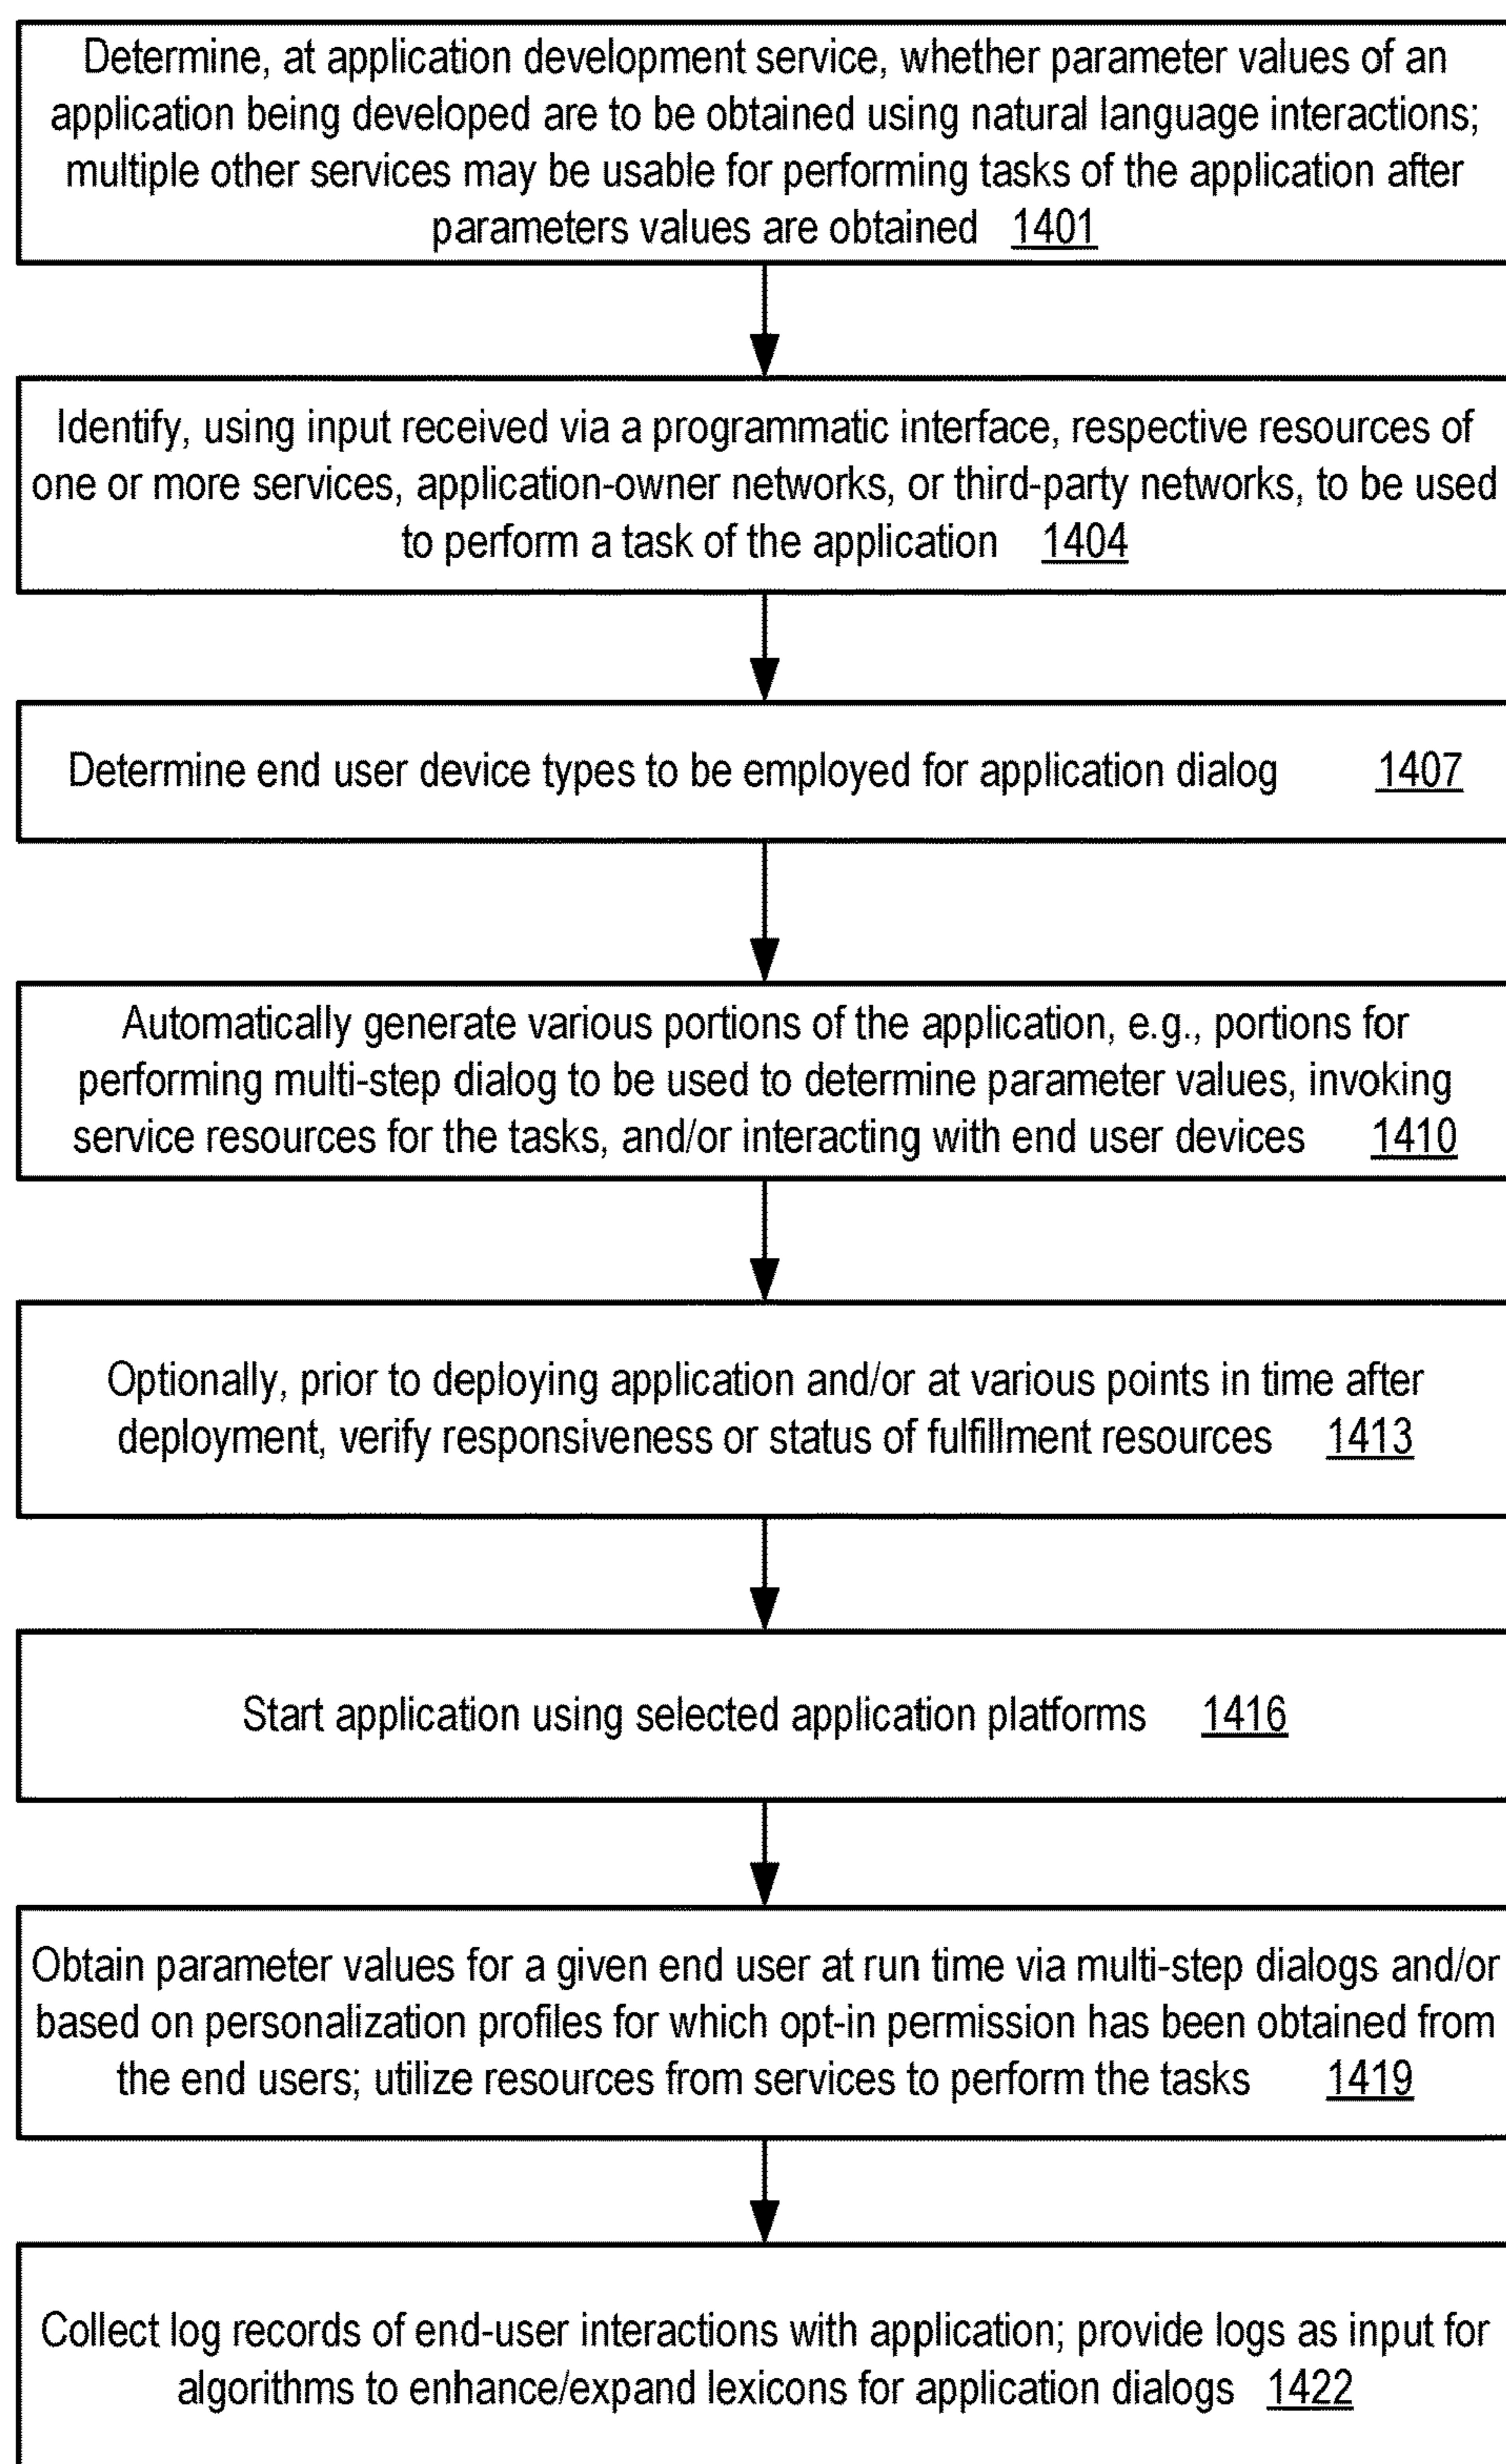 Determine, at application development service, whether parameter values of an
application being developed are to be obtained using natural language interactions;
multiple other services may be usable for performing tasks of the application after
parameters values are obtained 1401
Identify, using input received via a programmatic interface, respective resources of
one or more services, application-owner networks, or third-party networks, to be used
to perform a task of the application 1404
Determine end user device types to be employed for application dialog 1407
Automatically generate various portions of the application, e.g., portions for
performing multi-step dialog to be used to determine parameter values, invoking
service resources for the tasks, and/or interacting with end user devices 1410
Optionally, prior to deploying application and/or at various points in time after
deployment, verify responsiveness or status of fulfillment resources 1413
Start application using selected application platforms 1416
Obtain parameter values for a given end user at run time via multi-step dialogs and/or
based on personalization profiles for which opt-in permission has been obtained from
the end users; utilize resources from services to perform the tasks 1419
Collect log records of end-user interactions with application; provide logs as input for
algorithms to enhance/expand lexicons for application dialogs 1422